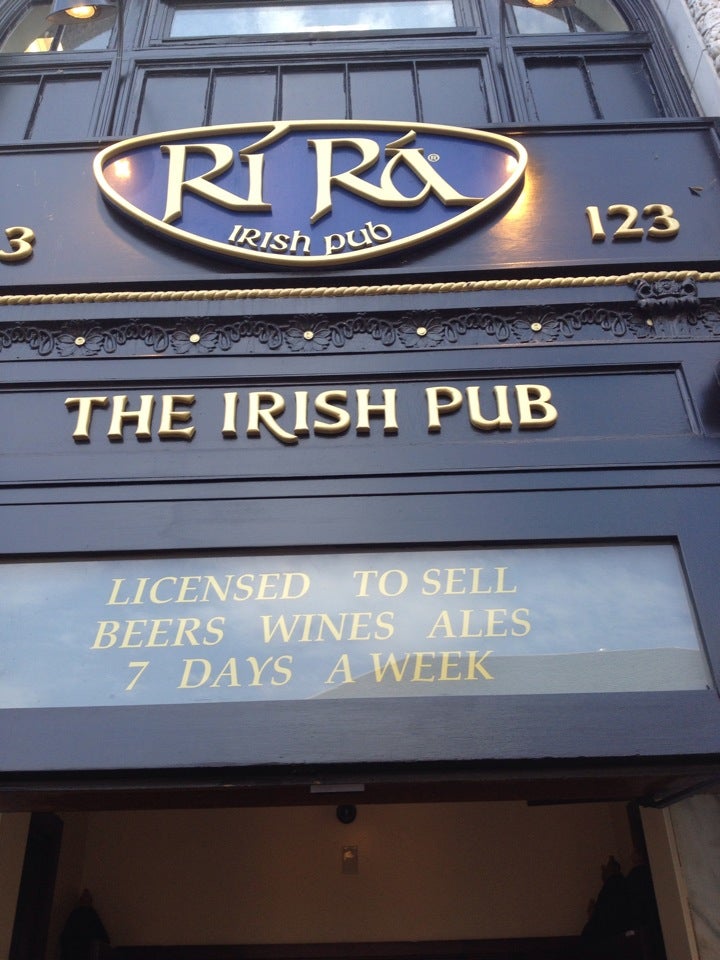 Rí Rá®
IRISH PUB
3
123
THE IRISH PUB
LICENSED TO SELL
BEERS WINES ALES
7 DAYS A WEEK